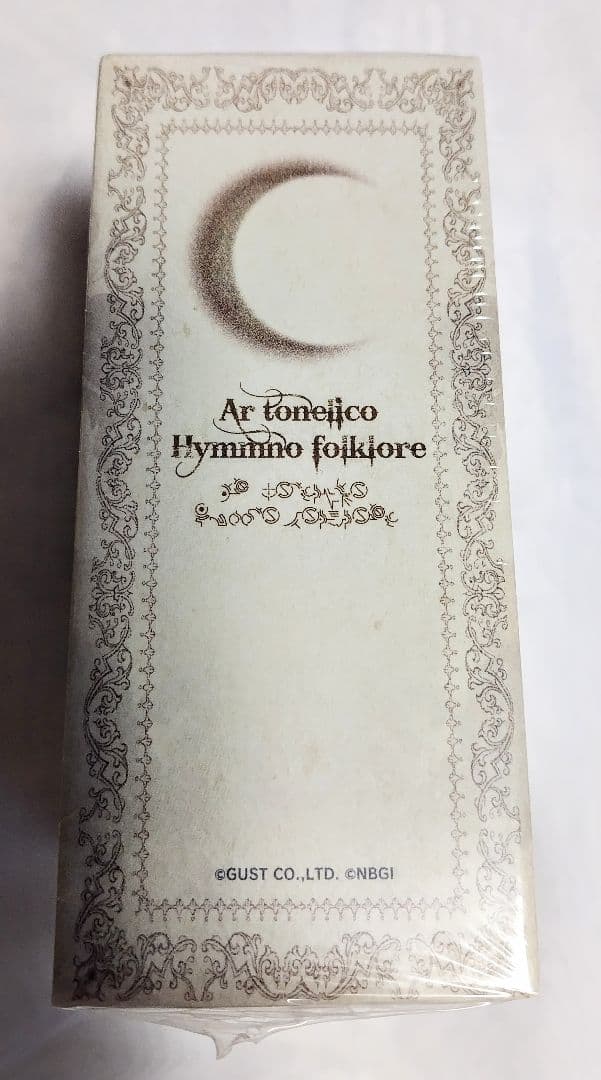 Ar tonelico
Hymmno folklore
©GUST CO.,LTD. ©NBGI